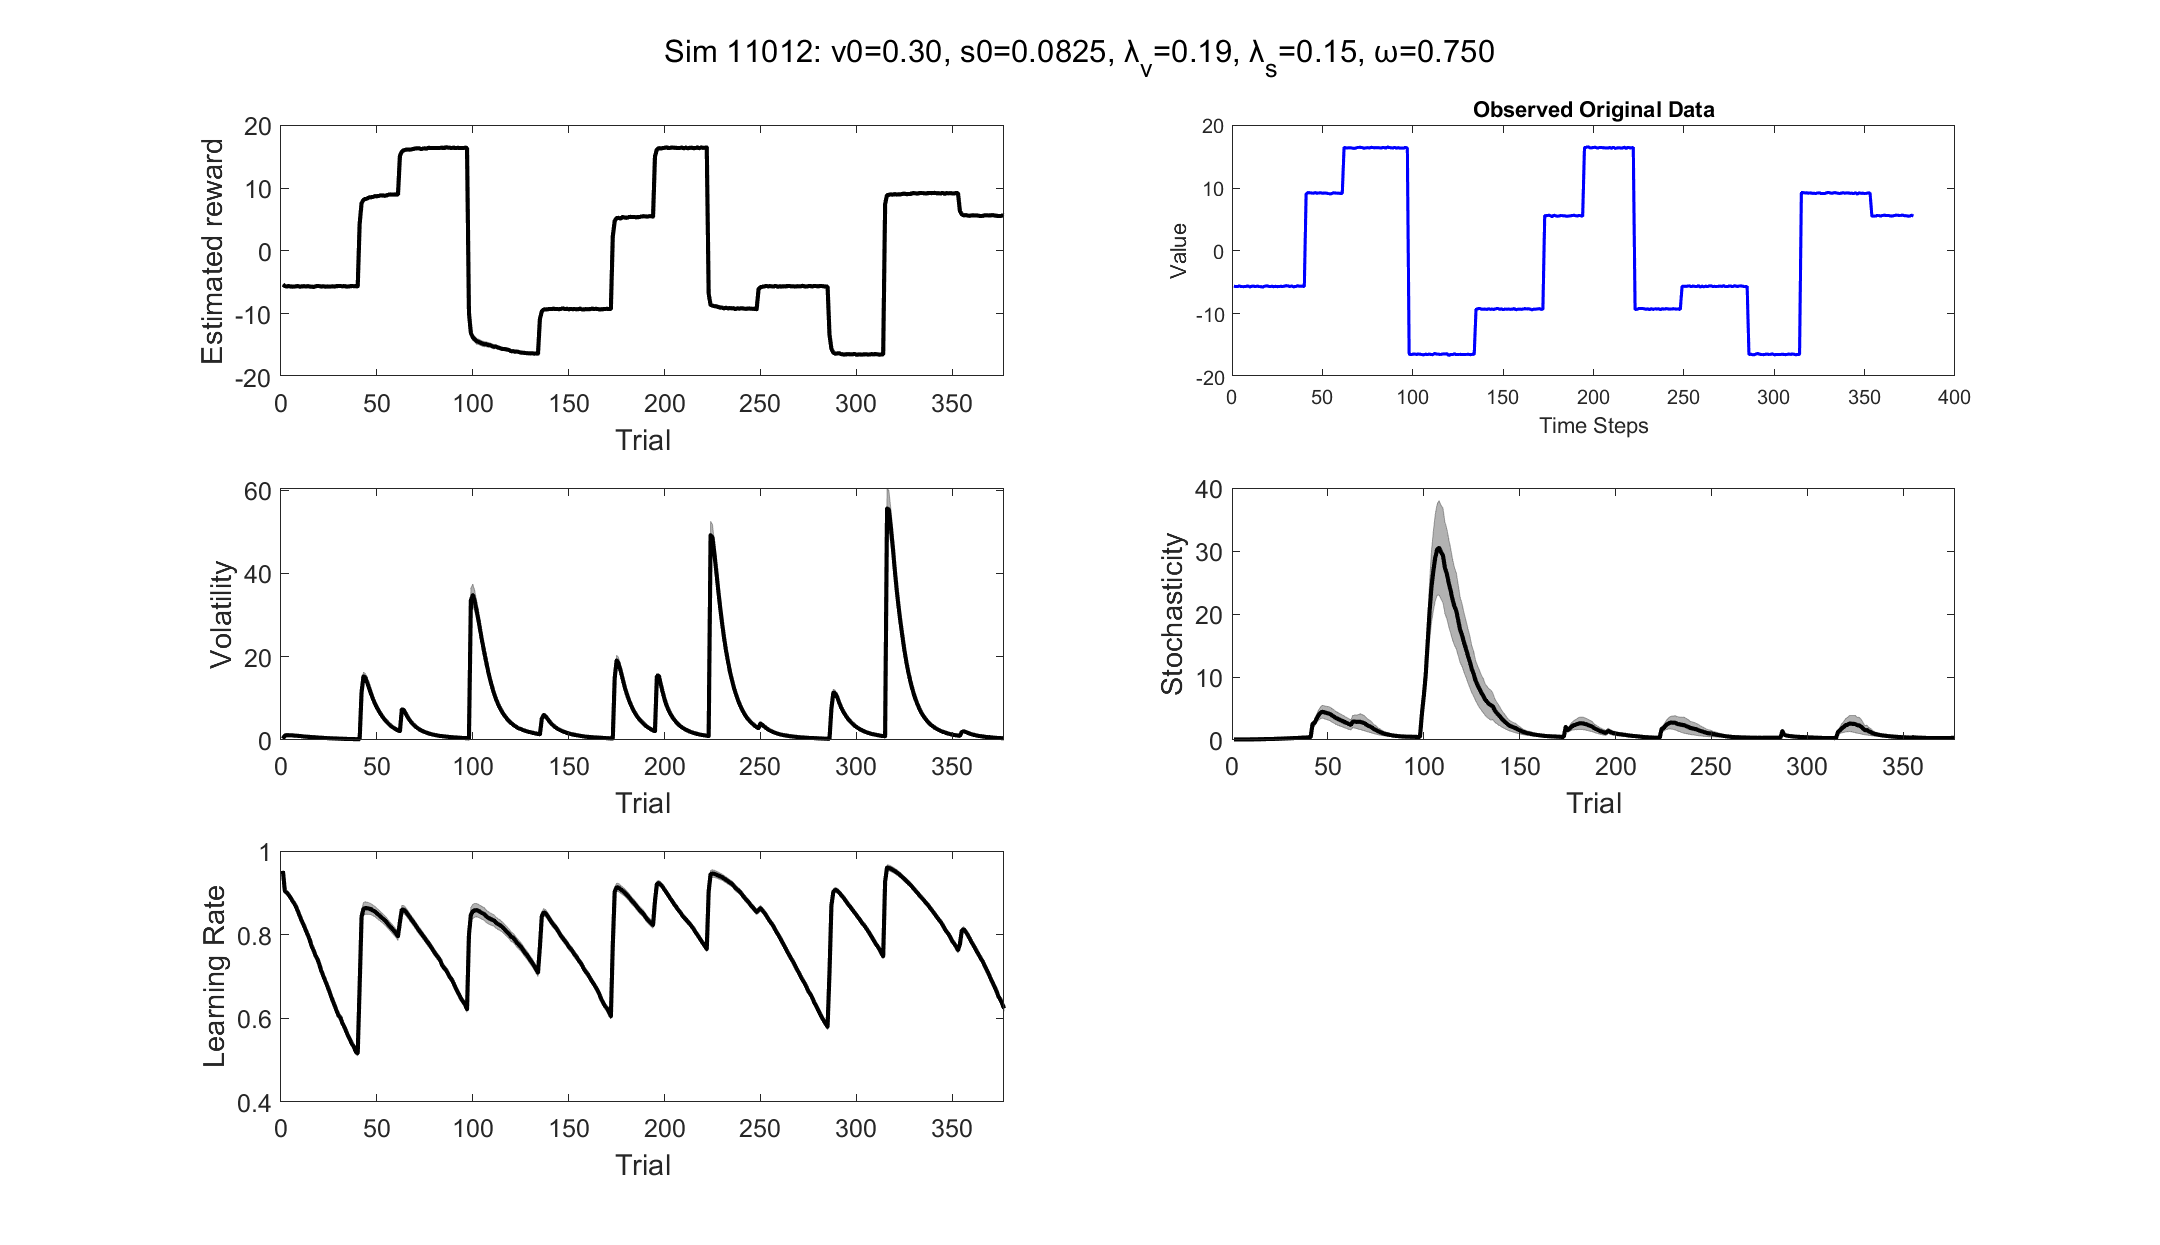 Sim 11012: v0=0.30, s0=0.0825, λv=0.19, λs=0.15, ω=0.750
Estimated reward
20
10
0
-10
-20
0 50 100 150 200 250 300 350
Trial
Observed Original Data
Value
20
10
0
-10
-20
0 50 100 150 200 250 300 350 400
Time Steps
Volatility
60
40
20
0
0 50 100 150 200 250 300 350
Trial
Stochasticity
40
30
20
10
0
0 50 100 150 200 250 300 350
Trial
Learning Rate
1
0.8
0.6
0.4
0 50 100 150 200 250 300 350
Trial